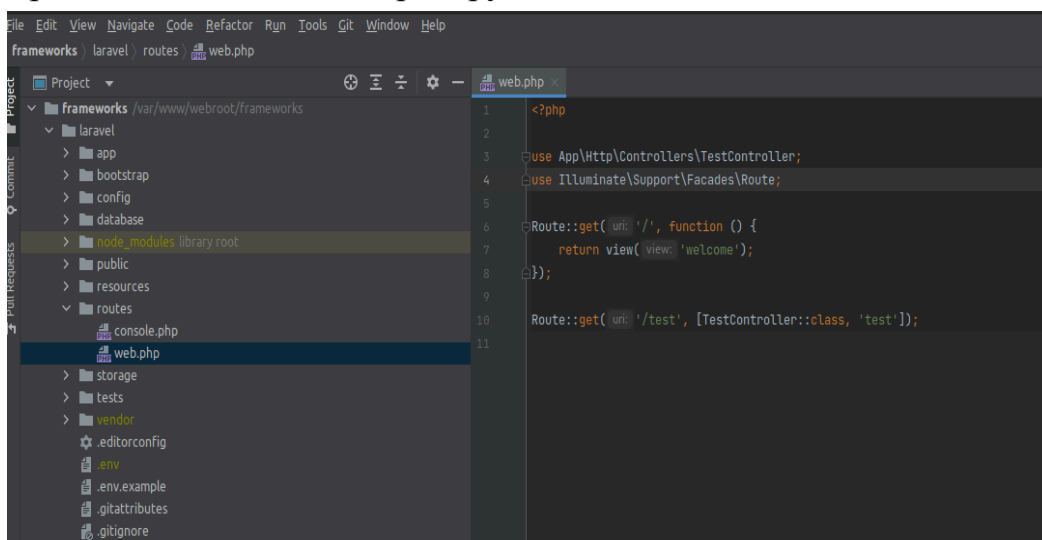 File Edit View Navigate Code Refactor Run Tools Git Window Help
frameworks laravel routes web.php
Project
frameworks /var/www/webroot/frameworks
laravel
app
bootstrap
config
database
node_modules library root
public
resources
routes
console.php
web.php
storage
tests
vendor
.editorconfig
.env
.env.example
.gitattributes
.gitignore
Project
Commit
Pull Requests
web.php
1 <?php
2
3 use App\Http\Controllers\TestController;
4 use Illuminate\Support\Facades\Route;
5
6 Route::get( uri: '/', function () {
7 return view( view: 'welcome');
8 });
9
10 Route::get( uri: '/test', [TestController::class, 'test']);
11